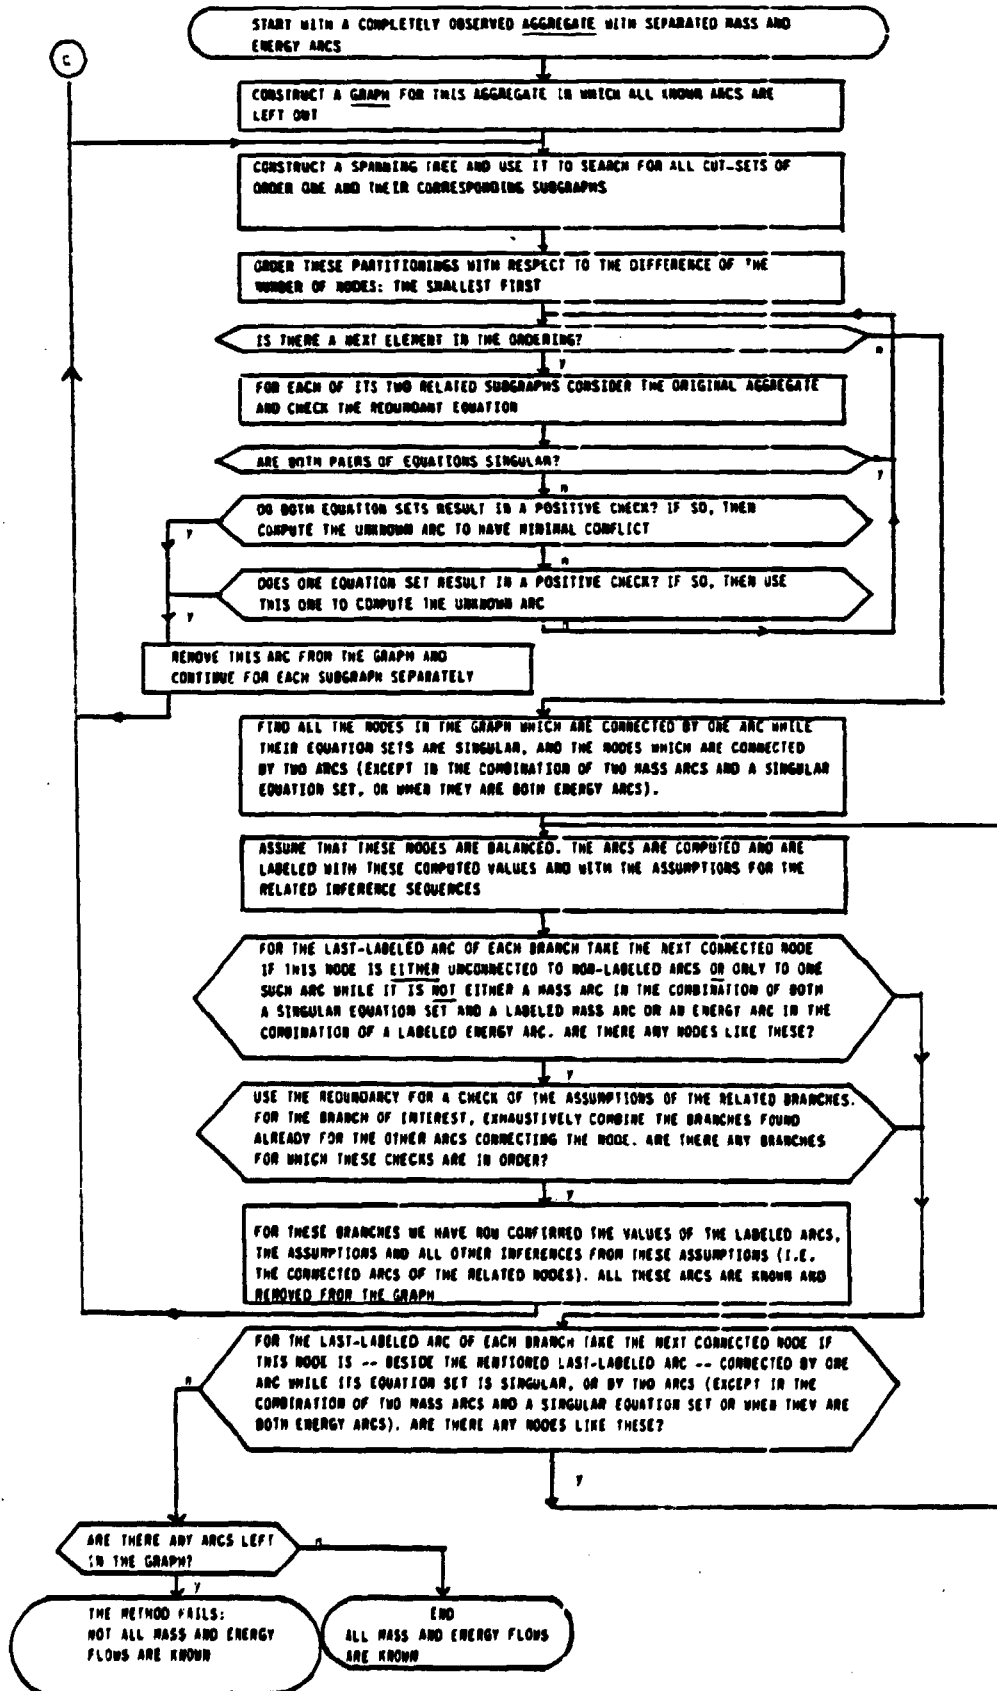 START WITH A COMPLETELY OBSERVED AGGREGATE WITH SEPARATED MASS AND
ENERGY ARCS
C
CONSTRUCT A GRAPH FOR THIS AGGREGATE IN WHICH ALL KNOWN ARCS ARE
LEFT OUT
CONSTRUCT A SPANNING TREE AND USE IT TO SEARCH FOR ALL CUT-SETS OF
ORDER ONE AND THEIR CORRESPONDING SUBGRAPHS
ORDER THESE PARTITIONINGS WITH RESPECT TO THE DIFFERENCE OF THE
NUMBER OF NODES: THE SMALLEST FIRST
IS THERE A NEXT ELEMENT IN THE ORDERING?
n
y
FOR EACH OF ITS TWO RELATED SUBGRAPHS CONSIDER THE ORIGINAL AGGREGATE
AND CHECK THE REDUNDANT EQUATION
ARE BOTH PAIRS OF EQUATIONS SINGULAR?
y
n
DO BOTH EQUATION SETS RESULT IN A POSITIVE CHECK? IF SO, THEN
COMPUTE THE UNKNOWN ARC TO HAVE MINIMAL CONFLICT
y
n
DOES ONE EQUATION SET RESULT IN A POSITIVE CHECK? IF SO, THEN USE
THIS ONE TO COMPUTE THE UNKNOWN ARC
y
n
REMOVE THIS ARC FROM THE GRAPH AND
CONTINUE FOR EACH SUBGRAPH SEPARATELY
FIND ALL THE NODES IN THE GRAPH WHICH ARE CONNECTED BY ONE ARC WHILE
THEIR EQUATION SETS ARE SINGULAR, AND THE NODES WHICH ARE CONNECTED
BY TWO ARCS (EXCEPT IN THE COMBINATION OF TWO MASS ARCS AND A SINGULAR
EQUATION SET, OR WHEN THEY ARE BOTH ENERGY ARCS).
ASSUME THAT THESE NODES ARE BALANCED. THE ARCS ARE COMPUTED AND ARE
LABELED WITH THESE COMPUTED VALUES AND WITH THE ASSUMPTIONS FOR THE
RELATED INFERENCE SEQUENCES
FOR THE LAST-LABELED ARC OF EACH BRANCH TAKE THE NEXT CONNECTED NODE
IF THIS NODE IS EITHER UNCONNECTED TO NON-LABELED ARCS OR ONLY TO ONE
SUCH ARC WHILE IT IS NOT EITHER A MASS ARC IN THE COMBINATION OF BOTH
A SINGULAR EQUATION SET AND A LABELED MASS ARC OR AN ENERGY ARC IN THE
COMBINATION OF A LABELED ENERGY ARC. ARE THERE ANY NODES LIKE THESE?
y
USE THE REDUNDANCY FOR A CHECK OF THE ASSUMPTIONS OF THE RELATED BRANCHES.
FOR THE BRANCH OF INTEREST, EXHAUSTIVELY COMBINE THE BRANCHES FOUND
ALREADY FOR THE OTHER ARCS CONNECTING THE NODE. ARE THERE ANY BRANCHES
FOR WHICH THESE CHECKS ARE IN ORDER?
y
FOR THESE BRANCHES WE HAVE NOW CONFIRMED THE VALUES OF THE LABELED ARCS,
THE ASSUMPTIONS AND ALL OTHER INFERENCES FROM THESE ASSUMPTIONS (I.E.
THE CONNECTED ARCS OF THE RELATED NODES). ALL THESE ARCS ARE KNOWN AND
REMOVED FROM THE GRAPH
FOR THE LAST-LABELED ARC OF EACH BRANCH TAKE THE NEXT CONNECTED NODE IF
THIS NODE IS -- BESIDE THE MENTIONED LAST-LABELED ARC -- CONNECTED BY ONE
ARC WHILE ITS EQUATION SET IS SINGULAR, OR BY TWO ARCS (EXCEPT IN THE
COMBINATION OF TWO MASS ARCS AND A SINGULAR EQUATION SET OR WHEN THEY ARE
BOTH ENERGY ARCS). ARE THERE ANY NODES LIKE THESE?
n
y
ARE THERE ANY ARCS LEFT
IN THE GRAPH?
n
y
THE METHOD FAILS:
NOT ALL MASS AND ENERGY
FLOWS ARE KNOWN
END
ALL MASS AND ENERGY FLOWS
ARE KNOWN